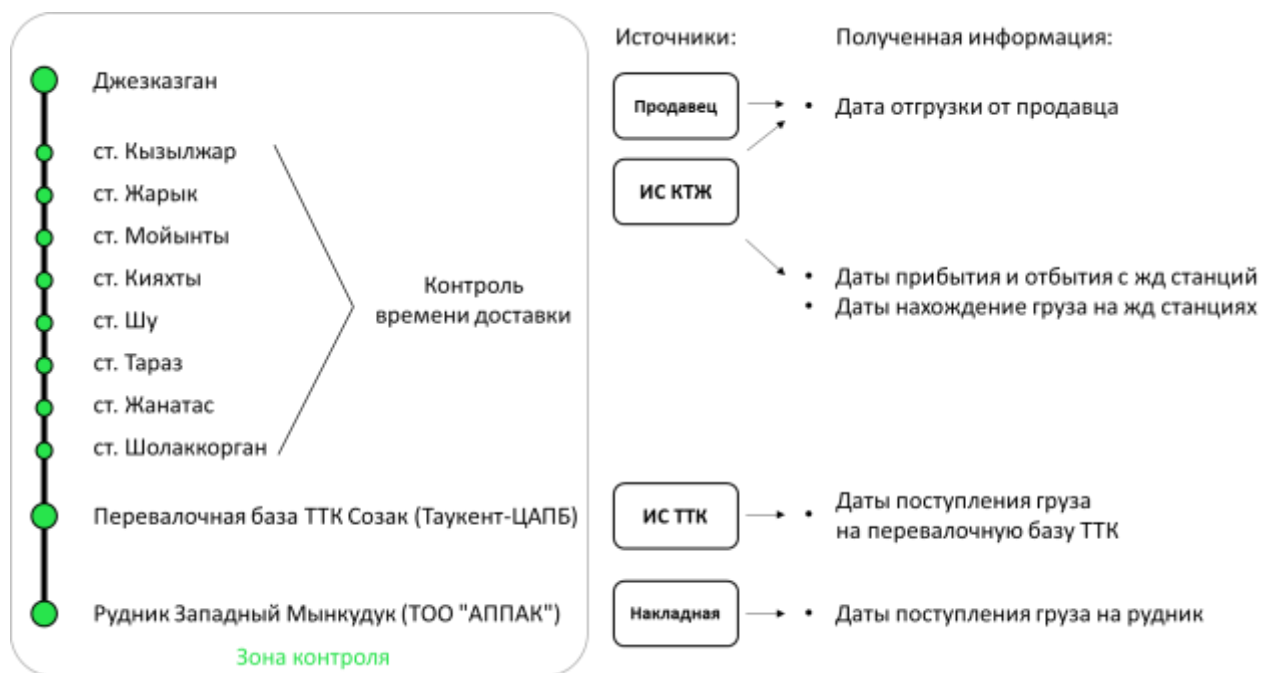 Джезказган
ст. Кызылжар
ст. Жарык
ст. Мойынты
ст. Кияхты
ст. Шу
ст. Тараз
ст. Жанатас
ст. Шолаккорган
Контроль
времени доставки
Перевалочная база ТТК Созак (Таукент-ЦАПБ)
Рудник Западный Мынкудук (ТОО "АППАК")
Зона контроля
Источники:
Полученная информация:
Продавец
• Дата отгрузки от продавца
ИС КТЖ
• Даты прибытия и отбытия с жд станций
• Даты нахождение груза на жд станциях
ИС ТТК
• Даты поступления груза
на перевалочную базу ТТК
Накладная
• Даты поступления груза на рудник